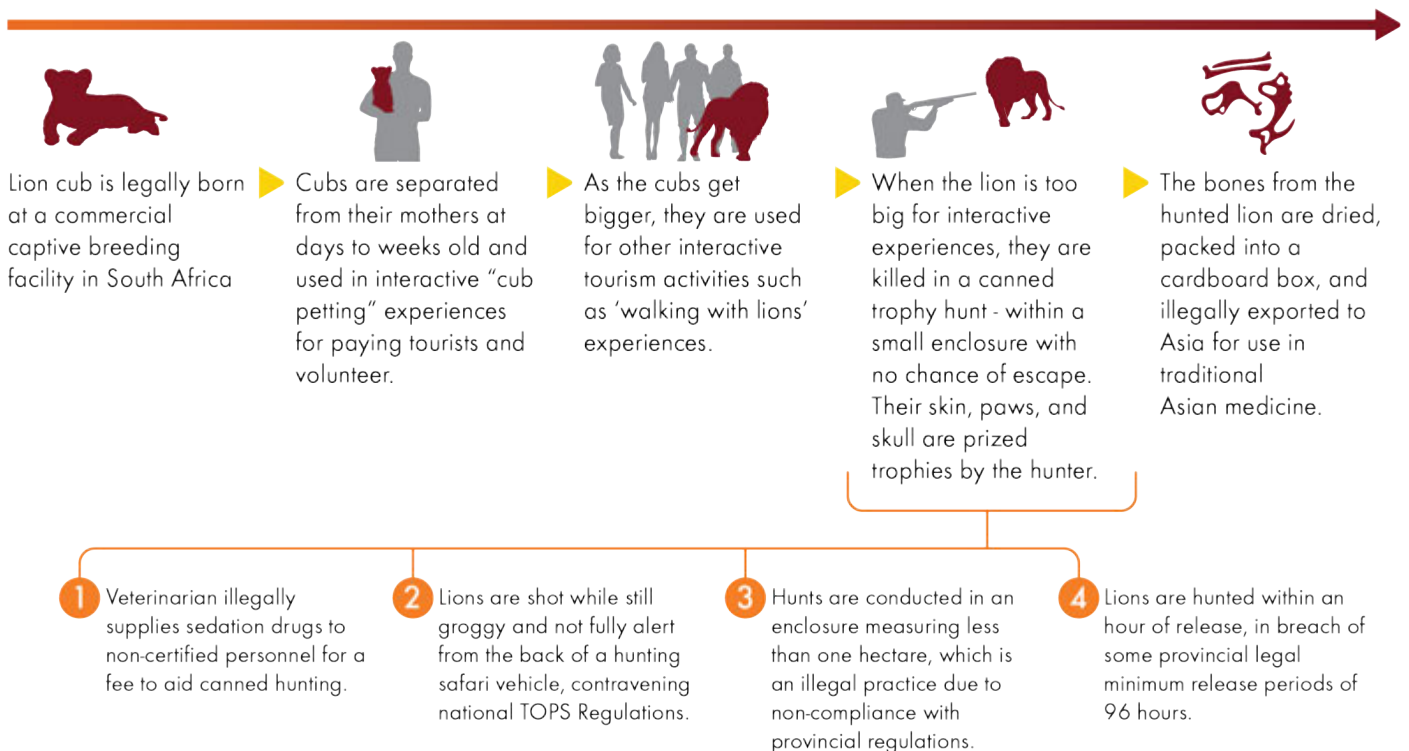 Lion cub is legally born
at a commercial
captive breeding
facility in South Africa
Cubs are separated
from their mothers at
days to weeks old and
used in interactive “cub
petting” experiences
for paying tourists and
volunteer.
As the cubs get
bigger, they are used
for other interactive
tourism activities such
as ‘walking with lions’
experiences.
When the lion is too
big for interactive
experiences, they are
killed in a canned
trophy hunt - within a
small enclosure with
no chance of escape.
Their skin, paws, and
skull are prized
trophies by the hunter.
The bones from the
hunted lion are dried,
packed into a
cardboard box, and
illegally exported to
Asia for use in
traditional
Asian medicine.
1 Veterinarian illegally
supplies sedation drugs to
non-certified personnel for a
fee to aid canned hunting.
2 Lions are shot while still
groggy and not fully alert
from the back of a hunting
safari vehicle, contravening
national TOPS Regulations.
3 Hunts are conducted in an
enclosure measuring less
than one hectare, which is
an illegal practice due to
non-compliance with
provincial regulations.
4 Lions are hunted within an
hour of release, in breach of
some provincial legal
minimum release periods of
96 hours.